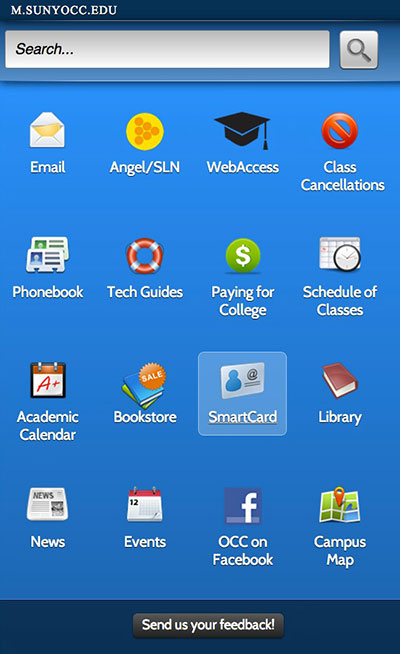 M.SUNYOCC.EDU
Search...
Email
Angel/SLN
WebAccess
Class
Cancellations
Phonebook
Tech Guides
$
Paying for
College
Schedule of
Classes
A+
Academic
Calendar
SALE
Bookstore
@
SmartCard
Library
NEWS
News
12
Events
f
OCC on
Facebook
Campus
Map
Send us your feedback!